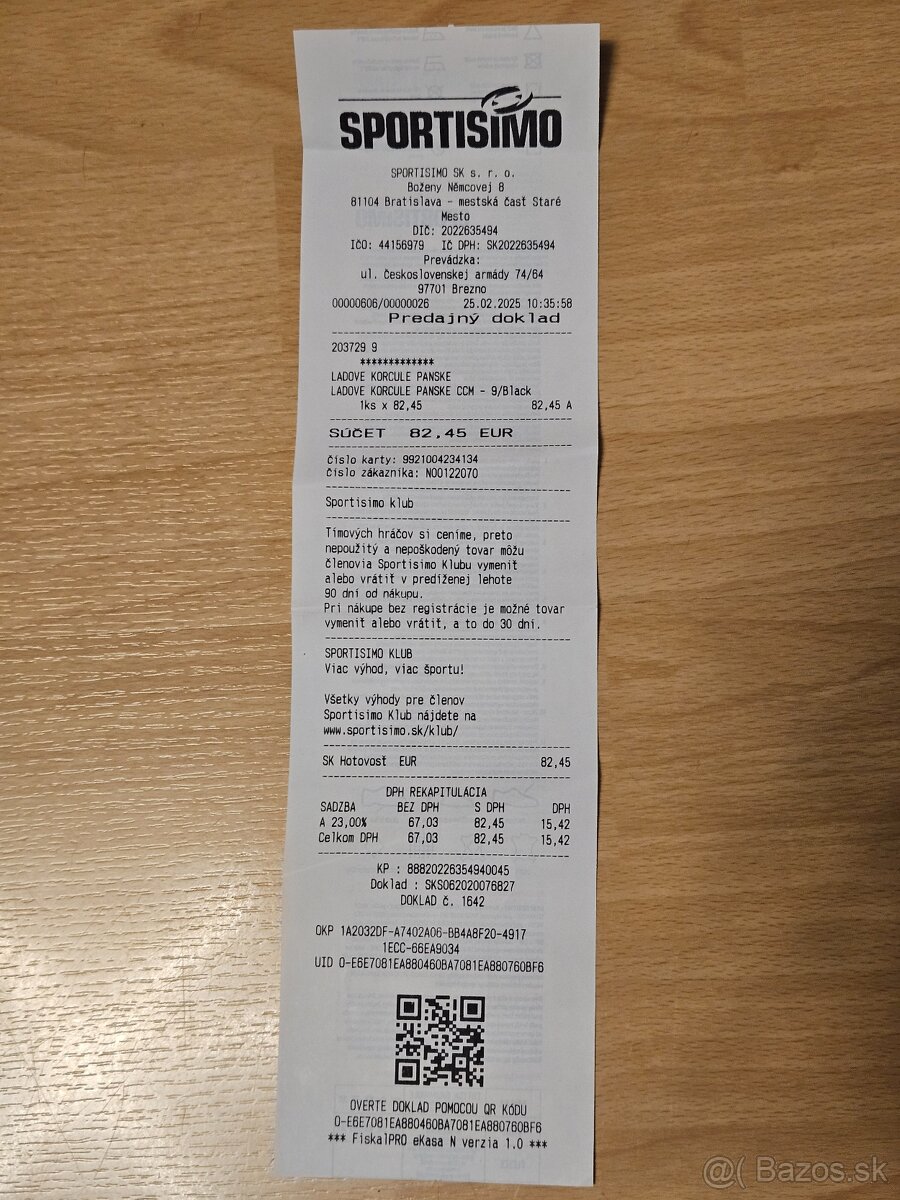 SPORTISIMO
SPORTISIMO SK s. r. o.
Boženy Němcovej 8
81104 Bratislava - mestská časť Staré
Mesto
DIČ: 2022635494
IČO: 44156979 IČ DPH: SK2022635494
Prevádzka:
ul. Československej armády 74/64
97701 Brezno
00000606/00000026 25.02.2025 10:35:58
Predajný doklad
203729 9
*************
LADOVE KORCULE PANSKE
LADOVE KORCULE PANSKE CCM - 9/Black
1ks x 82,45 82,45 A
SÚČET 82,45 EUR
číslo karty: 9921004234134
číslo zákazníka: N00122070
Sportisimo klub
Tímových hráčov si ceníme, preto
nepoužitý a nepoškodený tovar môžu
členovia Sportisimo Klubu vymeniť
alebo vrátiť v predĺženej lehote
90 dní od nákupu.
Pri nákupe bez registrácie je možné tovar
vymeniť alebo vrátiť, a to do 30 dní.
SPORTISIMO KLUB
Viac výhod, viac športu!
Všetky výhody pre členov
Sportisimo Klub nájdete na
www.sportisimo.sk/klub/
SK Hotovosť EUR 82,45
DPH REKAPITULÁCIA
SADZBA BEZ DPH S DPH DPH
A 23,00% 67,03 82,45 15,42
Celkom DPH 67,03 82,45 15,42
KP : 88820226354940045
Doklad : SKS062020076827
DOKLAD č. 1642
OKP 1A2032DF-A7402A06-BB4A8F20-4917
1ECC-66EA9034
UID O-E6E7081EA880460BA7081EA880760BF6
OVERTE DOKLAD POMOCOU QR KÓDU
O-E6E7081EA880460BA7081EA880760BF6
*** FiskalPRO eKasa N verzia 1.0 ***
@( Bazos.sk